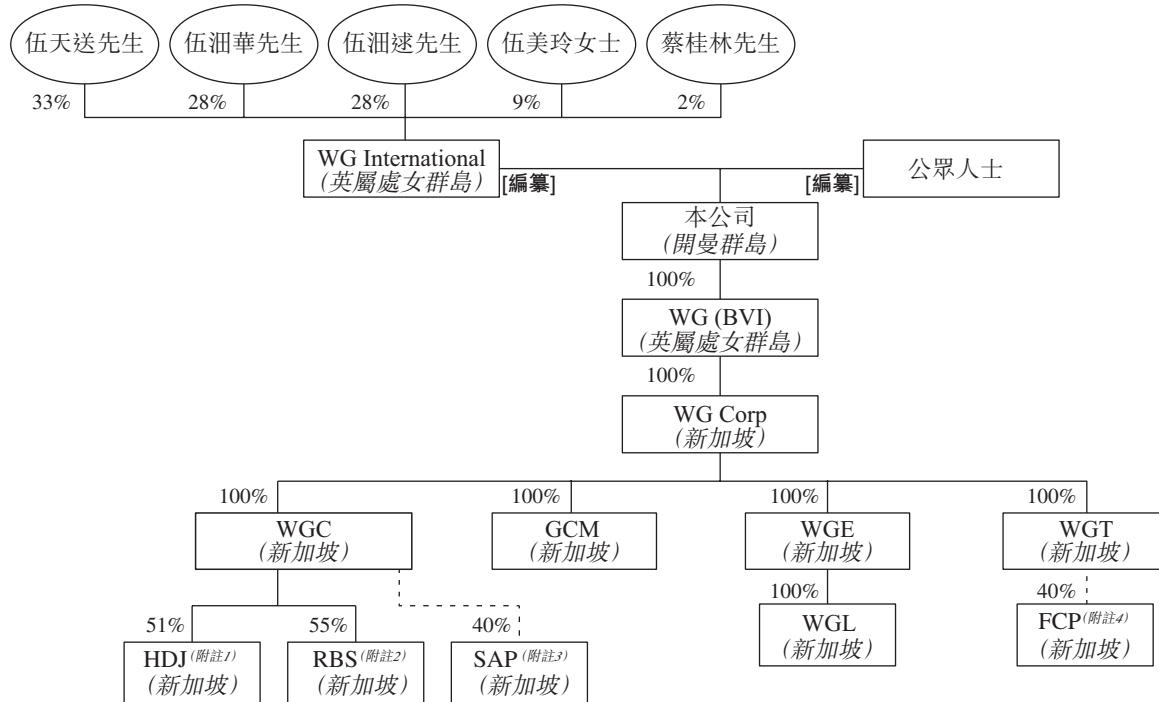 伍天送先生
伍沺華先生
伍沺逑先生
伍美玲女士
蔡桂林先生
33%
28%
28%
9%
2%
WG International
(英屬處女群島)
[編纂]
[編纂]
公眾人士
本公司
(開曼群島)
100%
WG (BVI)
(英屬處女群島)
100%
WG Corp
(新加坡)
100%
100%
100%
100%
WGC
(新加坡)
GCM
(新加坡)
WGE
(新加坡)
WGT
(新加坡)
51%
55%
40%
100%
40%
HDJ(附註1)
(新加坡)
RBS(附註2)
(新加坡)
SAP(附註3)
(新加坡)
WGL
(新加坡)
FCP(附註4)
(新加坡)